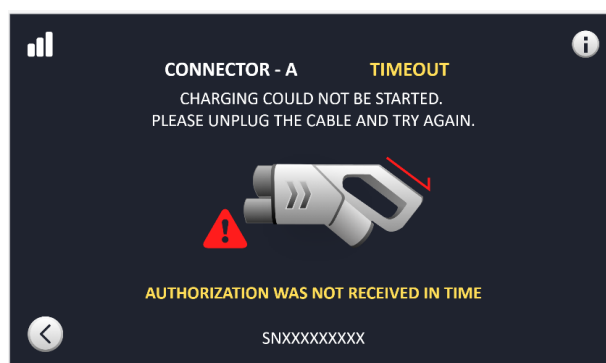 CONNECTOR - A TIMEOUT
CHARGING COULD NOT BE STARTED.
PLEASE UNPLUG THE CABLE AND TRY AGAIN.
AUTHORIZATION WAS NOT RECEIVED IN TIME
SNXXXXXXXXX